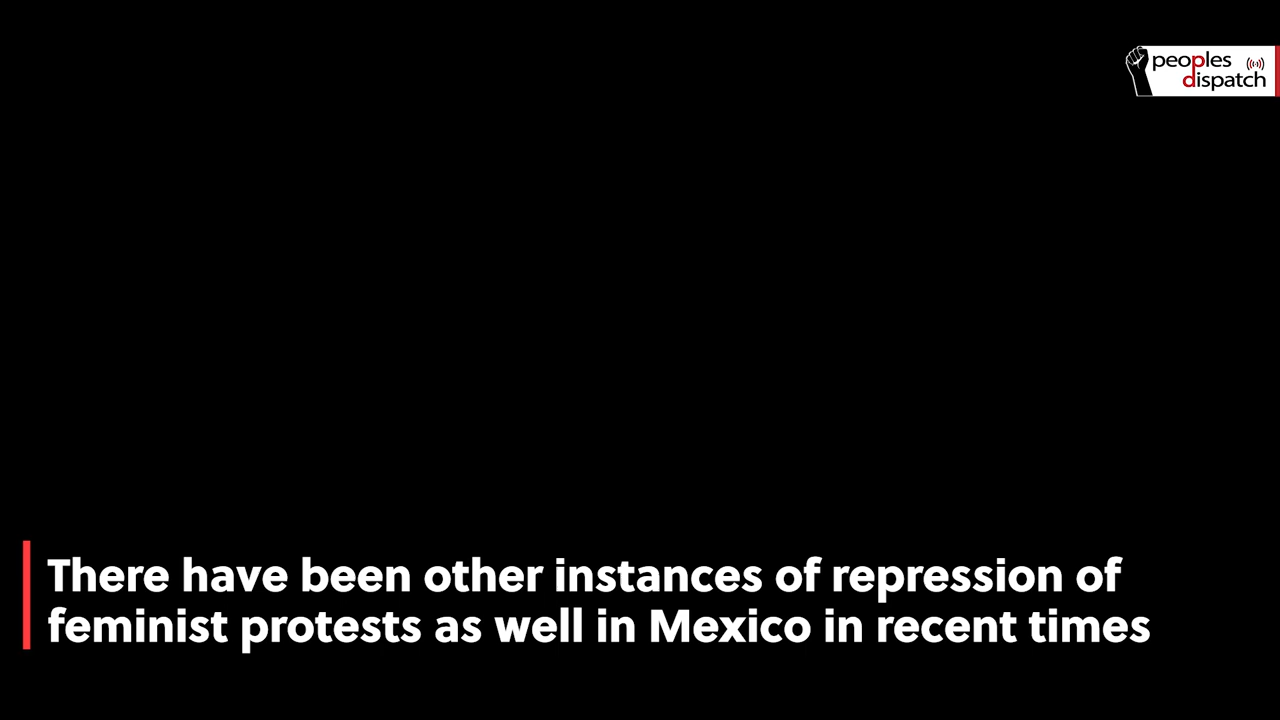 peoples
dispatch
There have been other instances of repression of
feminist protests as well in Mexico in recent times